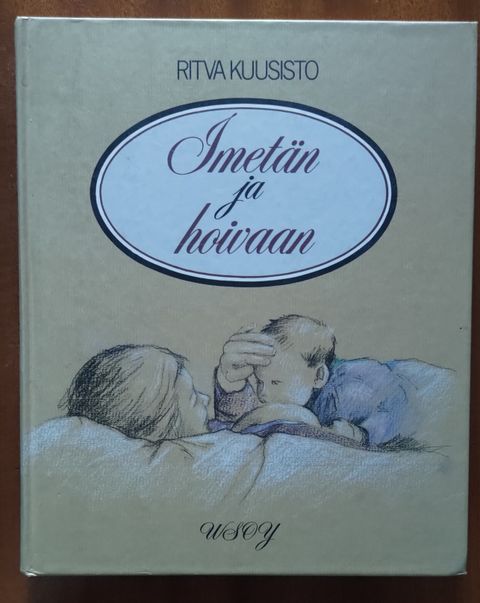 RITVA KUUSISTO
Imetän
ja
hoivaan
WSOY